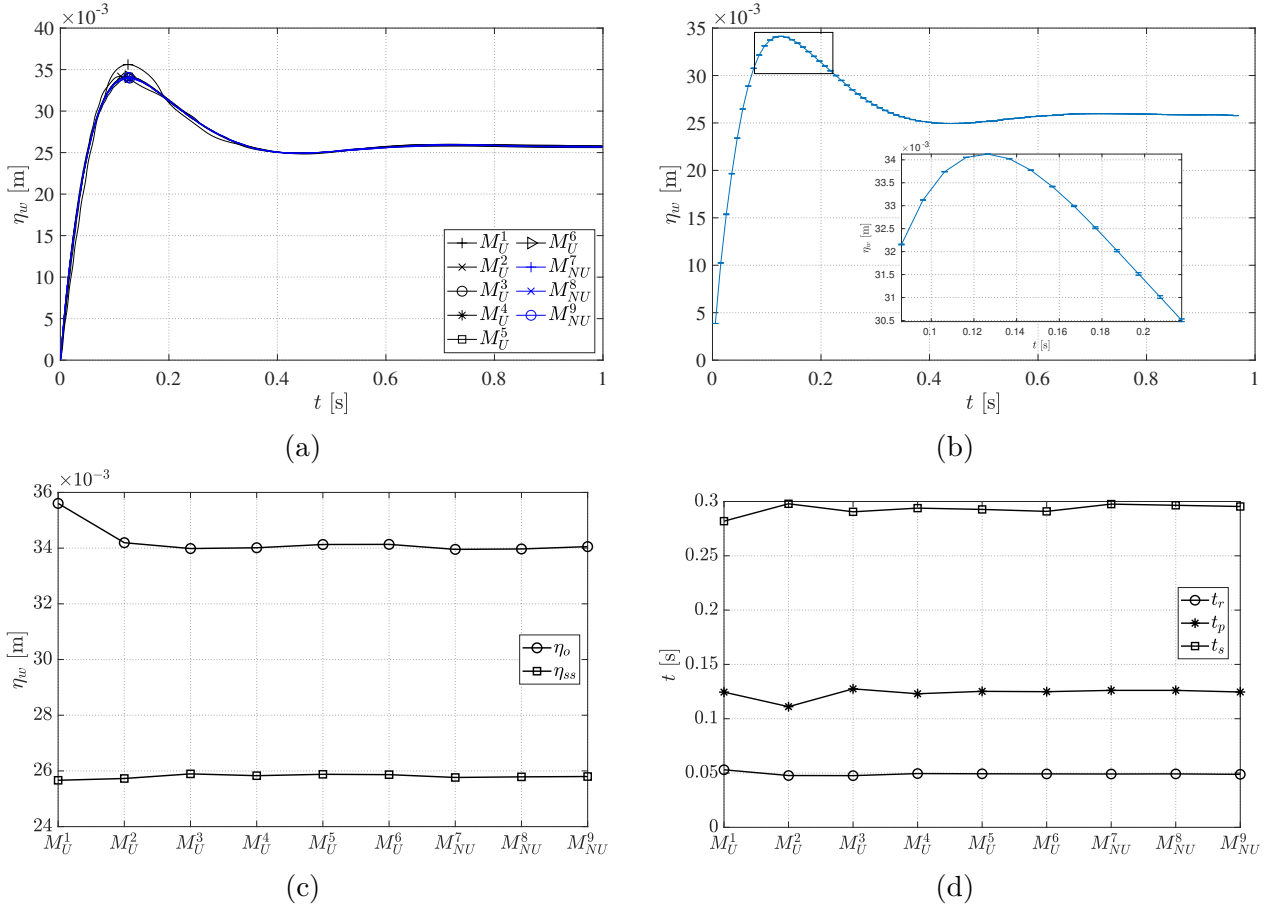 ×10⁻³
40
35
30
25
20
15
10
5
0
η_w [m]
0 0.2 0.4 0.6 0.8 1
t [s]
M_U^1 M_U^6
M_U^2 M_NU^7
M_U^3 M_NU^8
M_U^4 M_NU^9
M_U^5
(a)
×10⁻³
35
30
25
20
15
10
5
0
η_w [m]
0 0.2 0.4 0.6 0.8 1
t [s]
×10⁻³
34
33.5
33
32.5
32
31.5
31
30.5
η_w [m]
0.1 0.12 0.14 0.16 0.18 0.2
t [s]
(b)
×10⁻³
36
34
32
30
28
26
24
η_w [m]
η_o
η_ss
M_U^1 M_U^2 M_U^3 M_U^4 M_U^5 M_U^6 M_NU^7 M_NU^8 M_NU^9
(c)
0.3
0.25
0.2
0.15
0.1
0.05
0
t [s]
t_r
t_p
t_s
M_U^1 M_U^2 M_U^3 M_U^4 M_U^5 M_U^6 M_NU^7 M_NU^8 M_NU^9
(d)